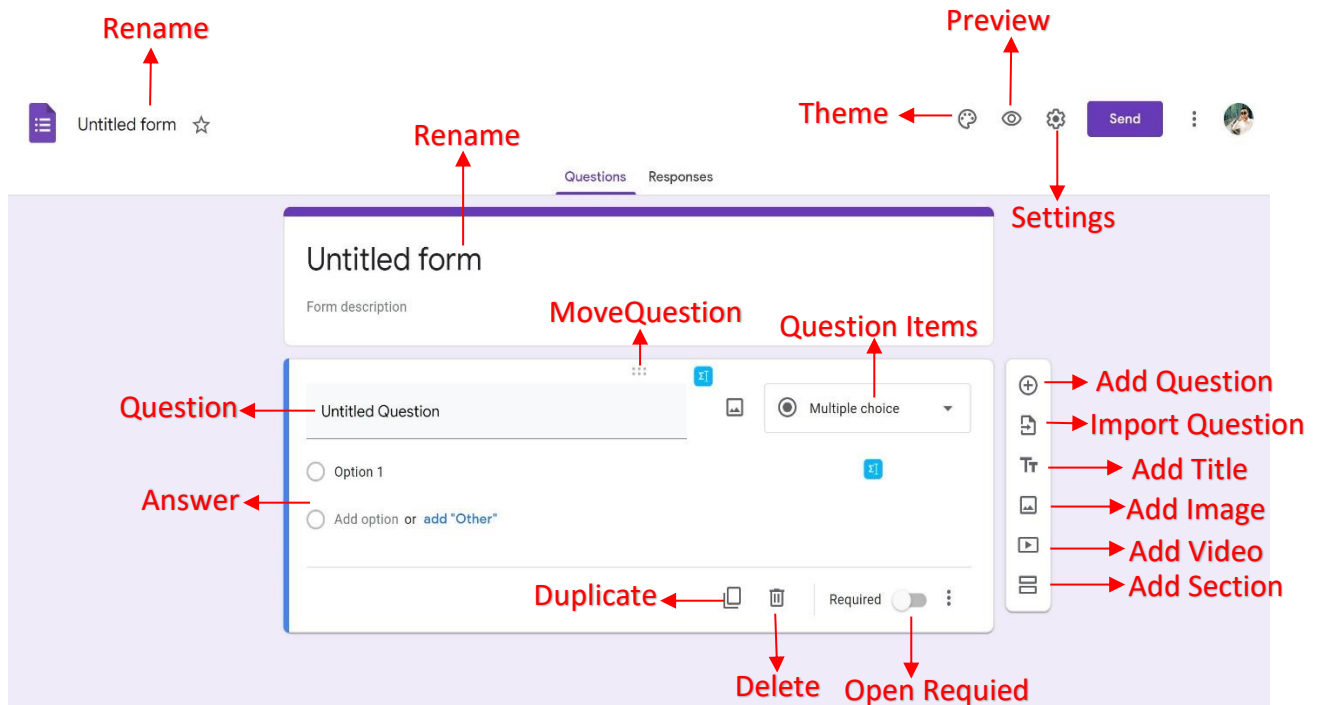 Rename
Preview
Untitled form
Theme
Send
Rename
Questions Responses
Settings
Untitled form
Form description
MoveQuestion
Question Items
Question
Untitled Question
Multiple choice
Add Question
Import Question
Option 1
Add Title
Answer
Add option or add "Other"
Add Image
Add Video
Add Section
Duplicate
Required
Delete
Open Requied